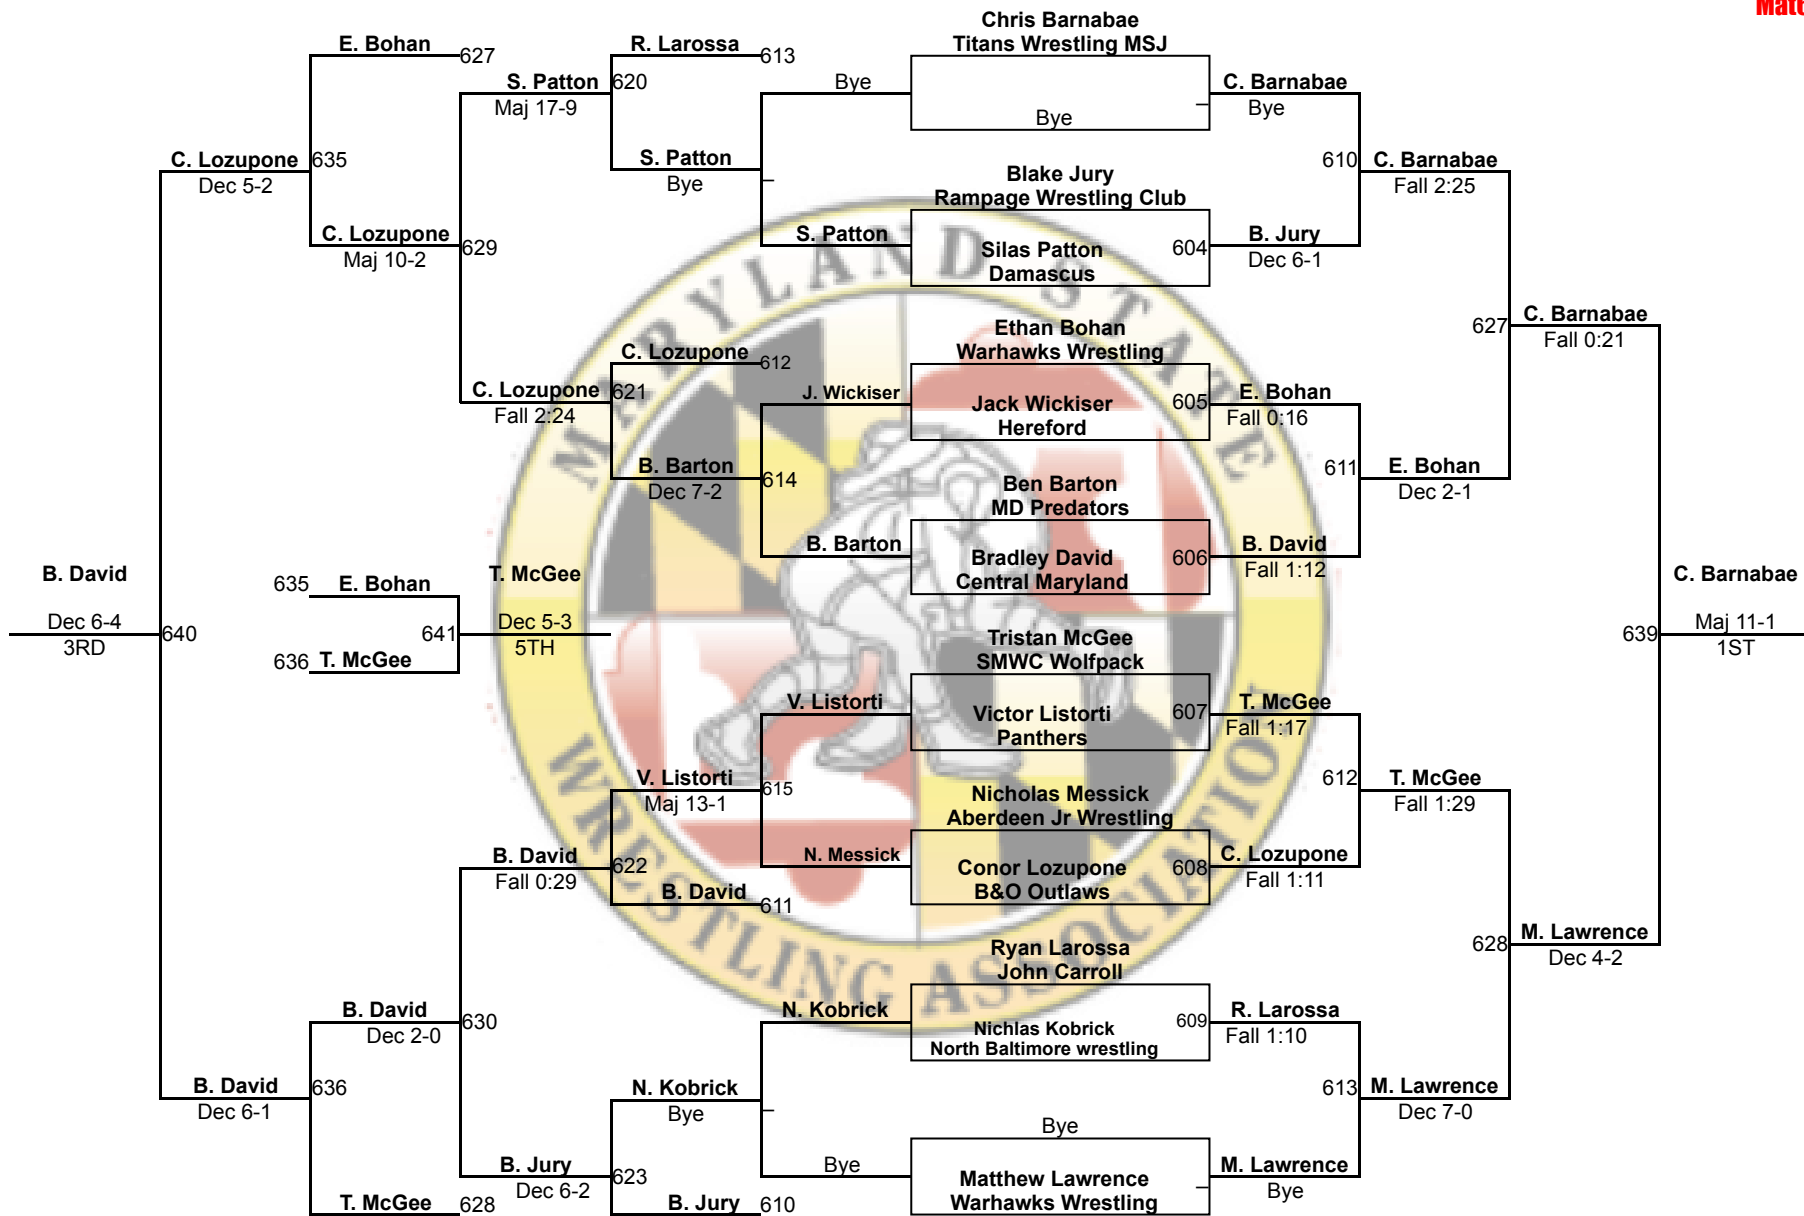 Chris Barnabae
Titans Wrestling MSJ
E. Bohan
627
R. Larossa
613
S. Patton
620
Maj 17-9
Bye
C. Barnabae
Bye
Bye
C. Lozupone
635
Dec 5-2
S. Patton
Bye
610
C. Barnabae
Fall 2:25
Blake Jury
Rampage Wrestling Club
C. Lozupone
629
Maj 10-2
S. Patton
Silas Patton
Damascus
604
B. Jury
Dec 6-1
MARYLAND STATE
WRESTLING ASSOCIATION
Ethan Bohan
Warhawks Wrestling
627
C. Barnabae
Fall 0:21
C. Lozupone
612
C. Lozupone
621
Fall 2:24
J. Wickiser
Jack Wickiser
Hereford
605
E. Bohan
Fall 0:16
B. Barton
614
Dec 7-2
611
E. Bohan
Dec 2-1
Ben Barton
MD Predators
B. Barton
Bradley David
Central Maryland
606
B. David
Fall 1:12
B. David
Dec 6-4
3RD
640
635
E. Bohan
T. McGee
641
Dec 5-3
5TH
636
T. McGee
C. Barnabae
639
Maj 11-1
1ST
Tristan McGee
SMWC Wolfpack
V. Listorti
Victor Listorti
Panthers
607
T. McGee
Fall 1:17
V. Listorti
615
Maj 13-1
612
T. McGee
Fall 1:29
Nicholas Messick
Aberdeen Jr Wrestling
B. David
622
Fall 0:29
N. Messick
Conor Lozupone
B&O Outlaws
608
C. Lozupone
Fall 1:11
B. David
611
628
M. Lawrence
Dec 4-2
Ryan Larossa
John Carroll
B. David
630
Dec 2-0
N. Kobrick
Nichlas Kobrick
North Baltimore wrestling
609
R. Larossa
Fall 1:10
B. David
636
Dec 6-1
N. Kobrick
Bye
613
M. Lawrence
Dec 7-0
Bye
B. Jury
623
Dec 6-2
Bye
Matthew Lawrence
Warhawks Wrestling
M. Lawrence
Bye
T. McGee
628
B. Jury
610